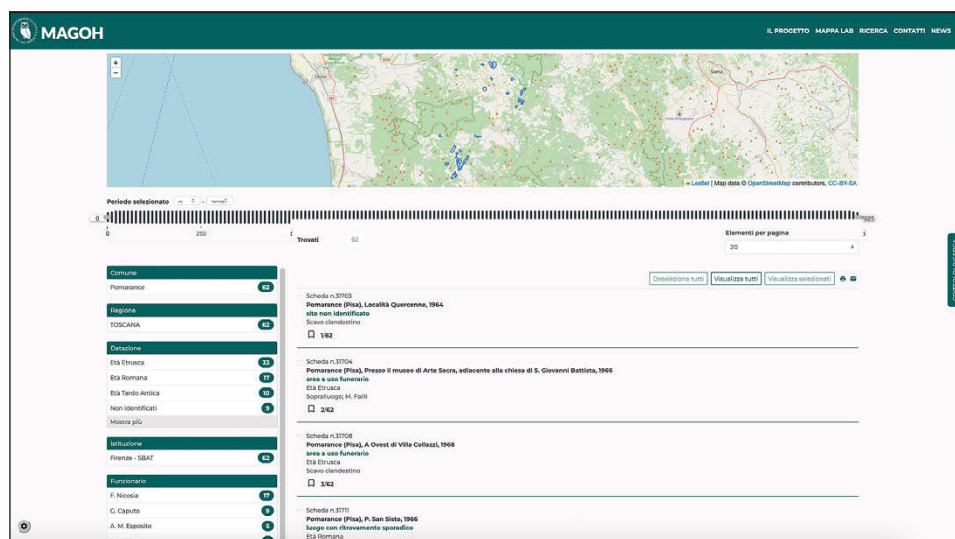 MAGOH
IL PROGETTO MAPPA LAB RICERCA CONTATTI NEWS
+
−
Siena
Leaflet | Map data © OpenStreetMap contributors, CC-BY-SA
Periodo selezionato
0
2025
0 255
Trovati 62
Elementi per pagina
20
Deseleziona tutti Visualizza tutti Visualizza selezionati
Comune
Pomarance 62
Regione
TOSCANA 62
Datazione
Età Etrusca 33
Età Romana 17
Età Tardo Antica 10
Non Identificati 9
Mostra più
Istituzione
Firenze - SBAT 62
Funzionario
F. Nicosia 17
G. Caputo 9
A. M. Esposito 5
Scheda n.31703
Pomarance (Pisa), Località Quercenne, 1964
sito non identificato
Scavo clandestino
1/62
Scheda n.31704
Pomarance (Pisa), Presso il museo di Arte Sacra, adiacente alla chiesa di S. Giovanni Battista, 1966
area a uso funerario
Età Etrusca
Sopralluogo; M. Failli
2/62
Scheda n.31708
Pomarance (Pisa), A Ovest di Villa Collazzi, 1968
area a uso funerario
Età Etrusca
Scavo clandestino
3/62
Scheda n.31711
Pomarance (Pisa), P. San Sisto, 1966
luogo con ritrovamento sporadico
Età Romana